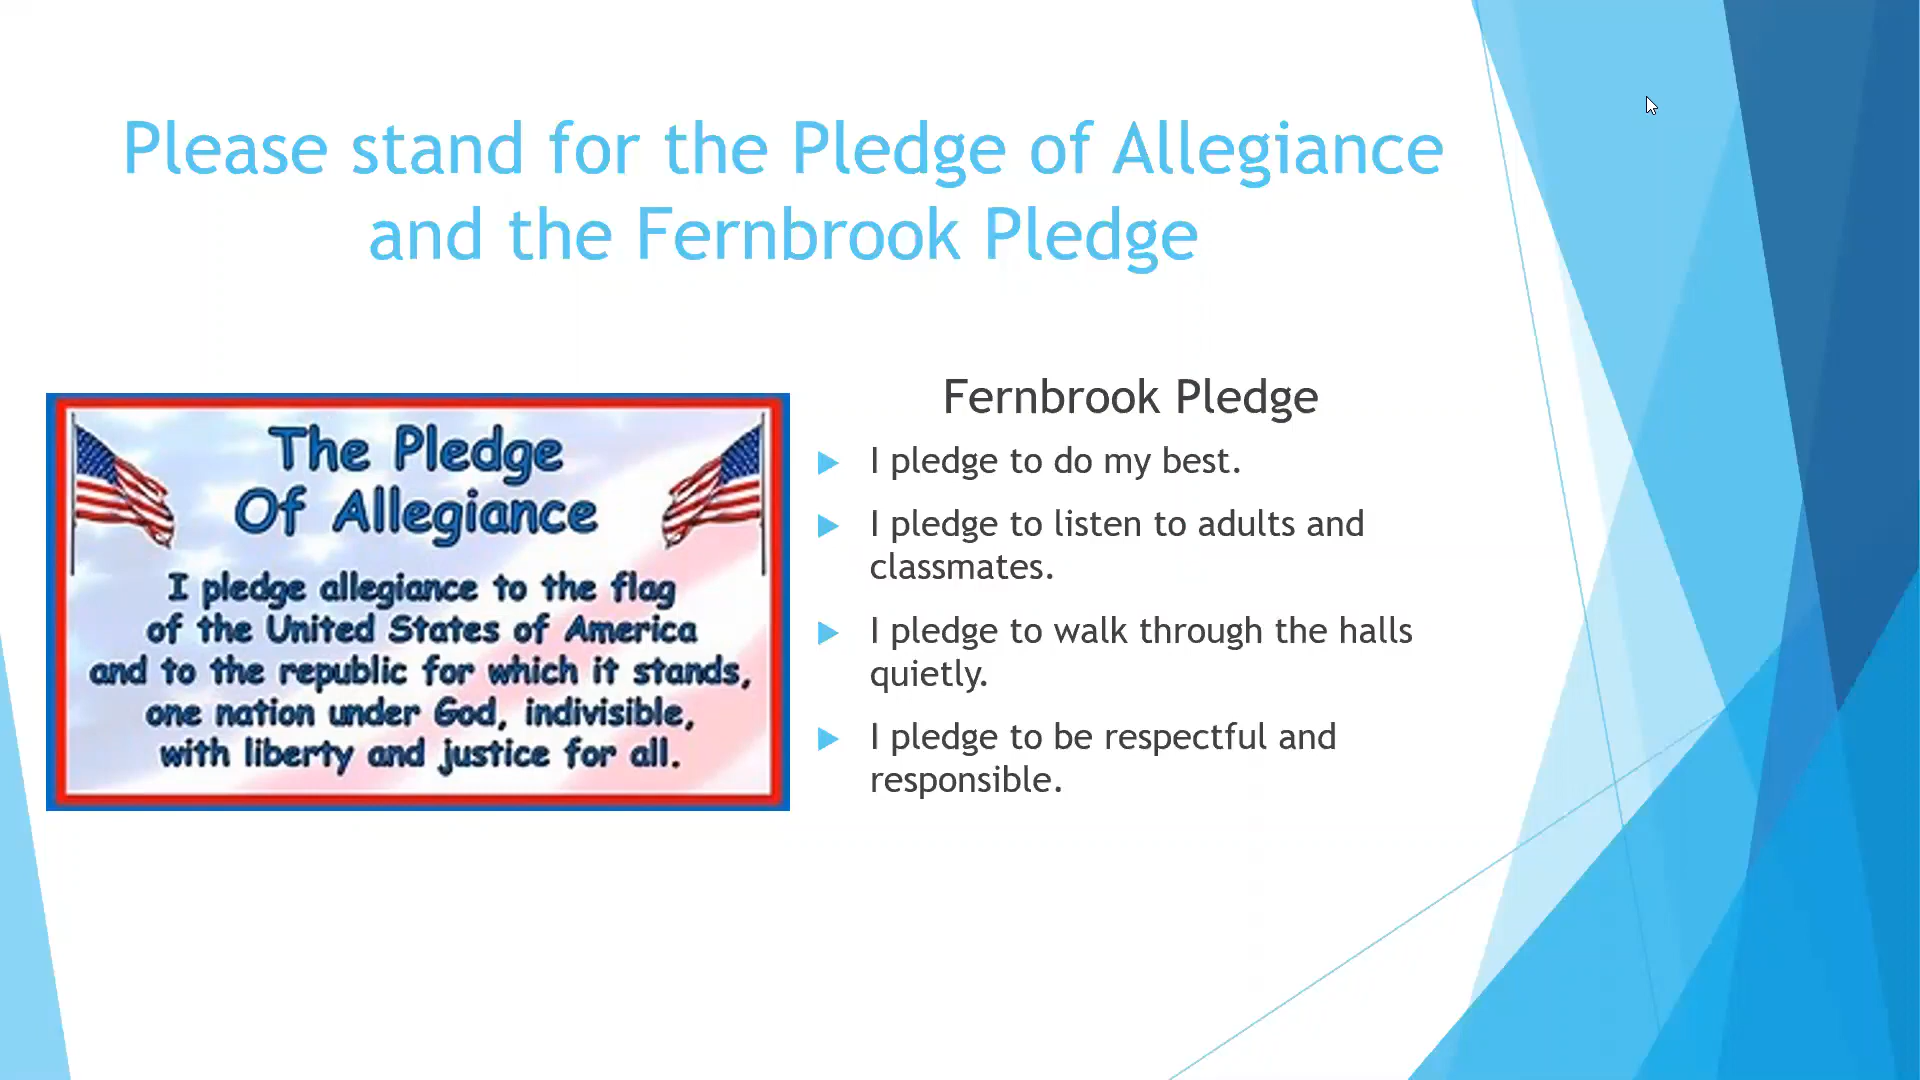 Please stand for the Pledge of Allegiance
and the Fernbrook Pledge
The Pledge
Of Allegiance
I pledge allegiance to the flag
of the United States of America
and to the republic for which it stands,
one nation under God, indivisible,
with liberty and justice for all.
Fernbrook Pledge
I pledge to do my best.
I pledge to listen to adults and
classmates.
I pledge to walk through the halls
quietly.
I pledge to be respectful and
responsible.